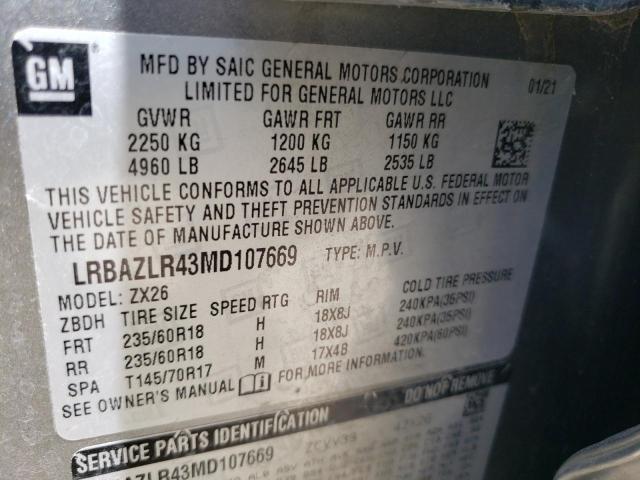 GM
MFD BY SAIC GENERAL MOTORS CORPORATION 01/21
LIMITED FOR GENERAL MOTORS LLC
GVWR GAWR FRT GAWR RR
2250 KG 1200 KG 1150 KG
4960 LB 2645 LB 2535 LB
THIS VEHICLE CONFORMS TO ALL APPLICABLE U.S. FEDERAL MOTOR
VEHICLE SAFETY AND THEFT PREVENTION STANDARDS IN EFFECT ON
THE DATE OF MANUFACTURE SHOWN ABOVE.
LRBAZLR43MD107669 TYPE: M.P.V.
MODEL: ZX26
ZBDH TIRE SIZE SPEED RTG RIM COLD TIRE PRESSURE
FRT 235/60R18 H 18X8J 240KPA(35PSI)
RR 235/60R18 H 18X8J 240KPA(35PSI)
SPA T145/70R17 M 17X4B 420KPA(60PSI)
SEE OWNER'S MANUAL FOR MORE INFORMATION.
SERVICE PARTS IDENTIFICATION DO NOT REMOVE
AZLR43MD107669 4ZX26